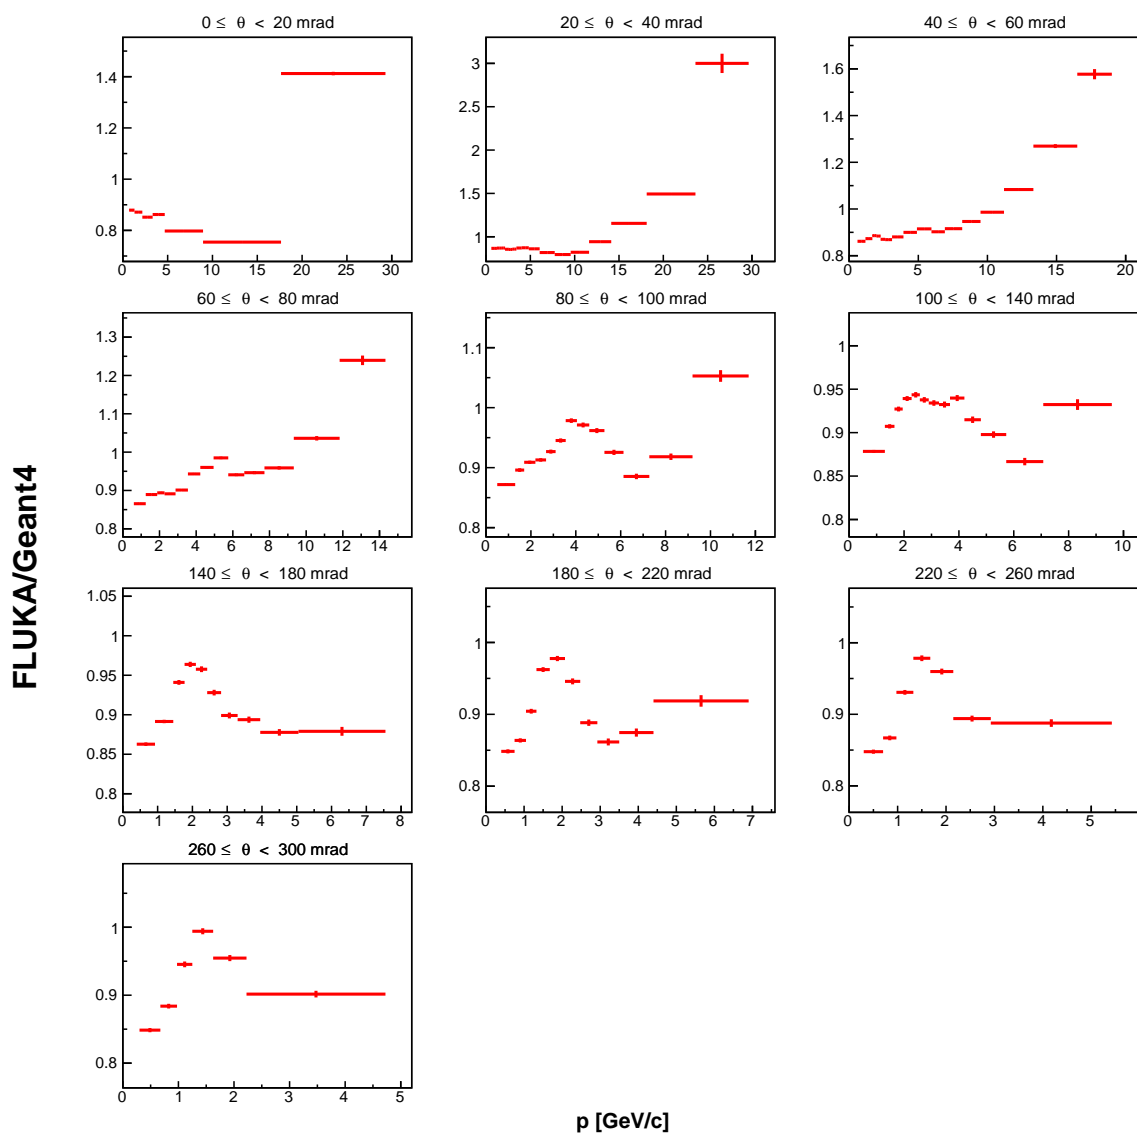 0 ≤ θ < 20 mrad
1.4
1.2
1
0.8
0 5 10 15 20 25 30
20 ≤ θ < 40 mrad
3
2.5
2
1.5
1
0 5 10 15 20 25 30
40 ≤ θ < 60 mrad
1.6
1.4
1.2
1
0.8
0 5 10 15 20
60 ≤ θ < 80 mrad
1.3
1.2
1.1
1
0.9
0.8
0 2 4 6 8 10 12 14
80 ≤ θ < 100 mrad
1.1
1
0.9
0.8
0 2 4 6 8 10 12
100 ≤ θ < 140 mrad
1
0.95
0.9
0.85
0.8
0 2 4 6 8 10
FLUKA/Geant4
140 ≤ θ < 180 mrad
1.05
1
0.95
0.9
0.85
0.8
0 1 2 3 4 5 6 7 8
180 ≤ θ < 220 mrad
1
0.9
0.8
0 1 2 3 4 5 6 7
220 ≤ θ < 260 mrad
1
0.9
0.8
0 1 2 3 4 5
260 ≤ θ < 300 mrad
1
0.9
0.8
0 1 2 3 4 5
p [GeV/c]